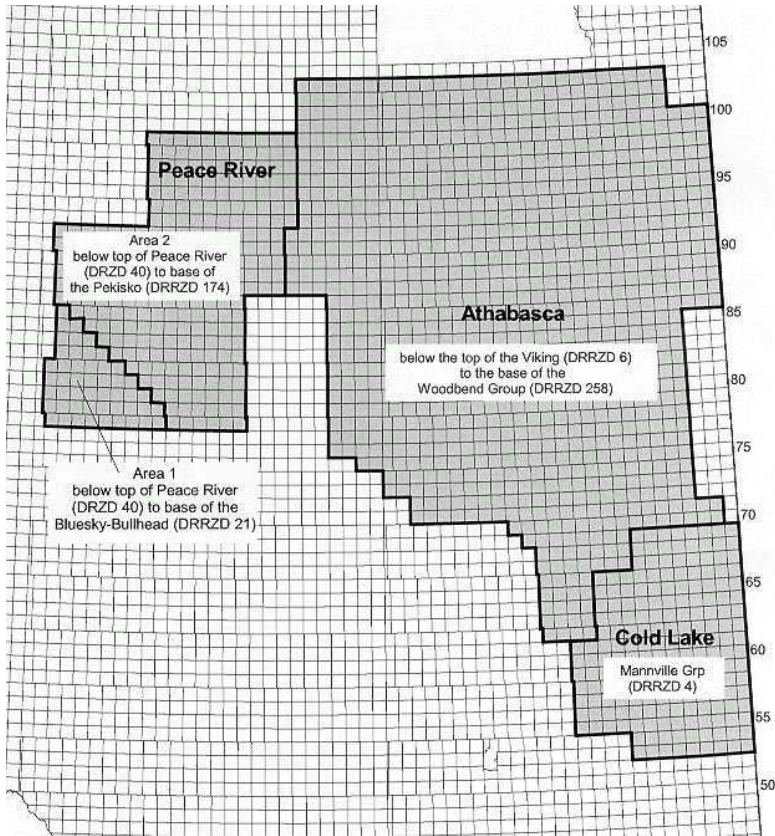 105
100
95
90
85
80
75
70
65
60
55
50
Peace River
Area 2
below top of Peace River
(DRZD 40) to base of
the Pekisko (DRRZD 174)
Athabasca
below the top of the Viking (DRRZD 6)
to the base of the
Woodbend Group (DRRZD 258)
Area 1
below top of Peace River
(DRZD 40) to base of the
Bluesky-Bullhead (DRRZD 21)
Cold Lake
Mannville Grp
(DRRZD 4)